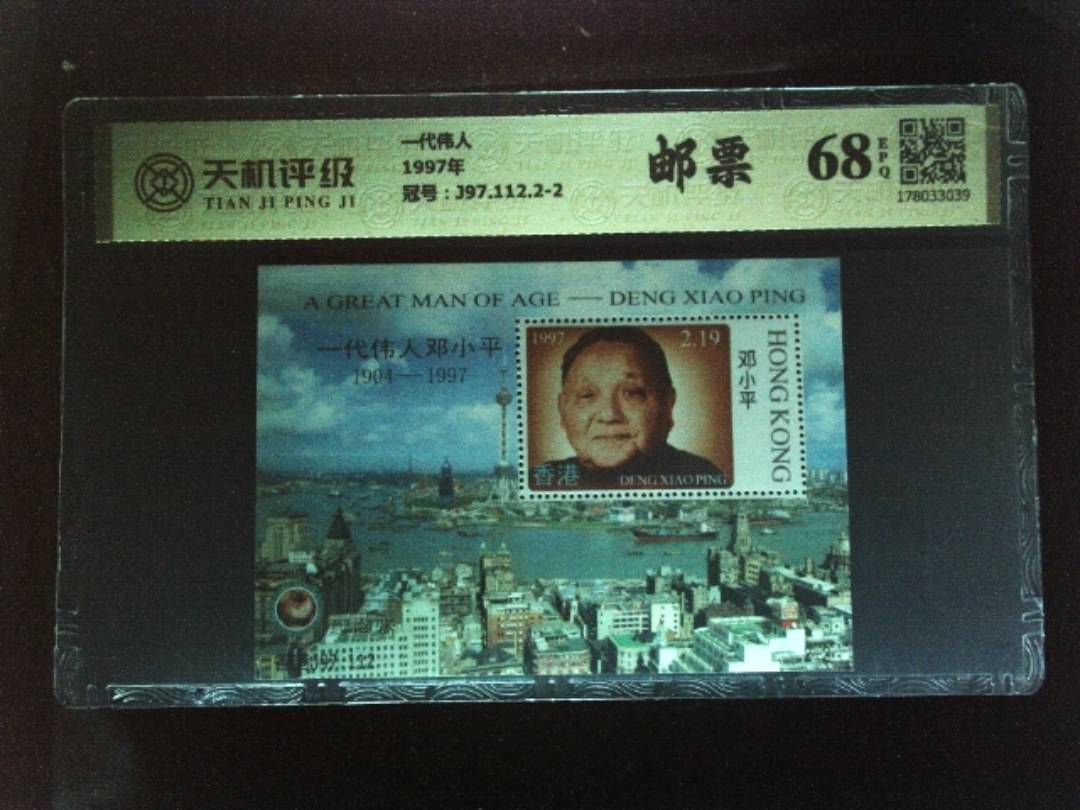 天机评级
TIAN JI PING JI
一代伟人
1997年
冠号：J97.112.2-2
邮票
68
EPQ
178033039
A GREAT MAN OF AGE — DENG XIAO PING
一代伟人邓小平
1904—1997
1997
2.19
邓小平
HONG KONG
香港
DENG XIAO PING